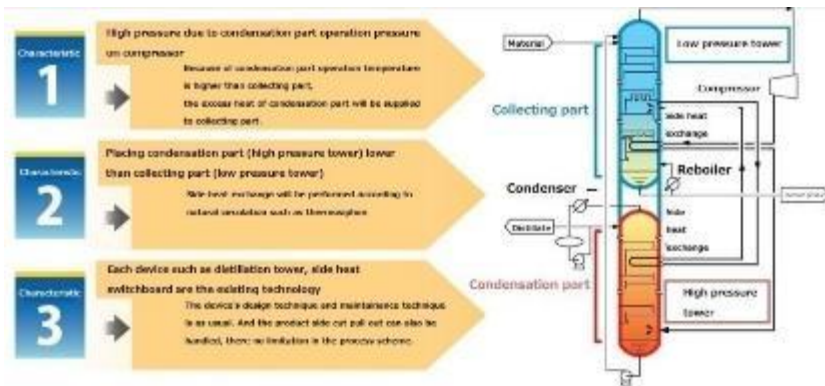 Characteristic
1
High pressure due to condensation part operation pressure
on compressor
Because of condensation part operation temperature
is higher than collecting part,
the excess heat of condensation part will be supplied
to collecting part.
Characteristic
2
Placing condensation part (high pressure tower) lower
than collecting part (low pressure tower)
Side heat exchange will be performed according to
natural circulation such as thermosiphon
Characteristic
3
Each device such as distillation tower, side heat
switchboard are the existing technology
The device's design technique and maintenance technique
is as usual. And the product side cut pull out can also be
handled, there no limitation in the process scheme.
Material
Low pressure tower
Compressor
Collecting part
Side heat
exchange
Reboiler
Condenser
Side
heat
exchange
Distillate
Condensation part
High pressure
tower